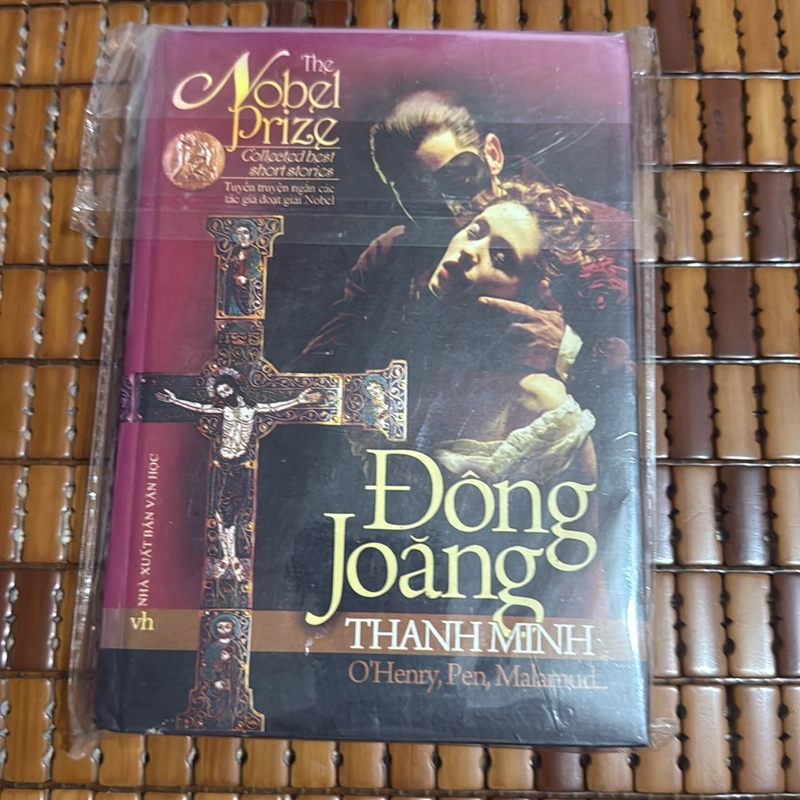 The
Nobel
Prize
Collected best
short stories
Tuyển truyện ngắn các
tác giả đoạt giải Nobel
NHÀ XUẤT BẢN VĂN HỌC
vh
Đông
Joăng
THANH MINH
O'Henry, Pen, Malamud...